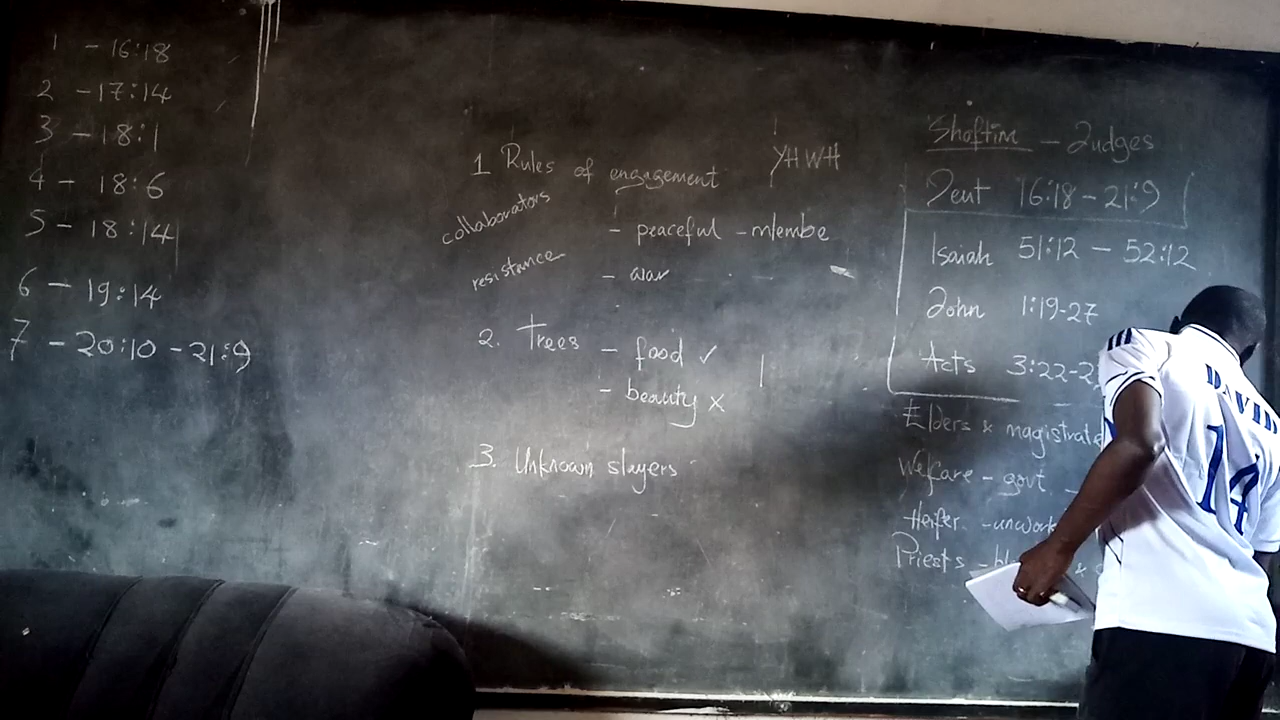 1 - 16:18
2 - 17:14
3 - 18:1
4 - 18:6
5 - 18:14
6 - 19:14
7 - 20:10 - 21:9
1 Rules of engagement YHWH
collaborators
- peaceful - mlembe
resistance
- war
2. Trees - food ✓
- beauty x
3. Unknown slayers
Shoftim - Judges
Deut 16:18 - 21:9
Isaiah 51:12 - 52:12
John 1:19-27
Acts 3:22-2
Elders & magistrate
Welfare - govt -
Heifer - unwork
Priests - bl &
DAVID
14